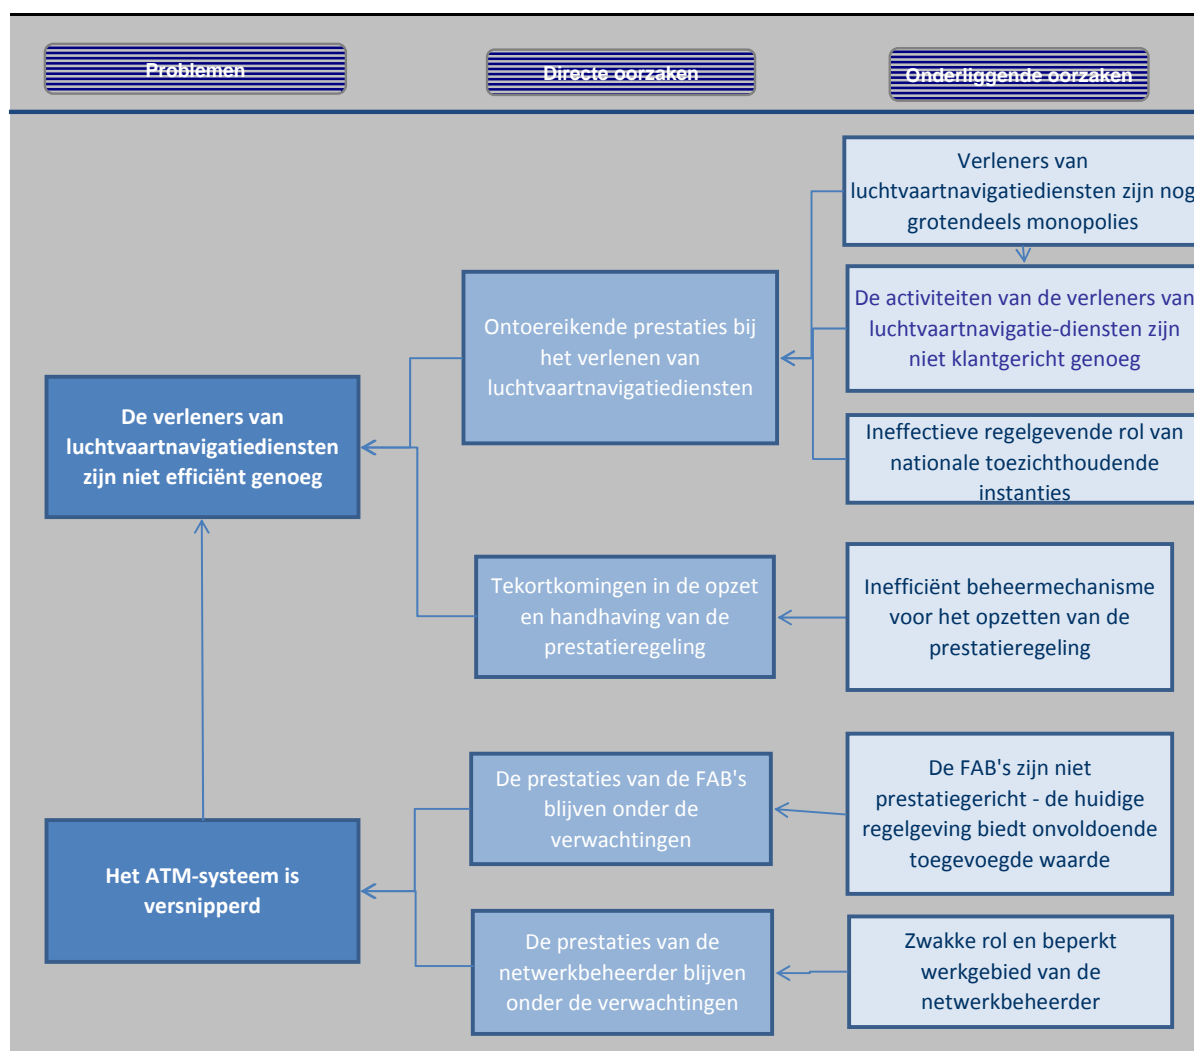 Problemen
Directe oorzaken
Onderliggende oorzaken
Verleners van
luchtvaartnavigatiediensten zijn nog
grotendeels monopolies
De activiteiten van de verleners van
luchtvaartnavigatie-diensten zijn
niet klantgericht genoeg
Ontoereikende prestaties bij
het verlenen van
luchtvaartnavigatiediensten
De verleners van
luchtvaartnavigatiediensten
zijn niet efficiënt genoeg
Ineffectieve regelgevende rol van
nationale toezichthoudende
instanties
Tekortkomingen in de opzet
en handhaving van de
prestatieregeling
Inefficiënt beheermechanisme
voor het opzetten van de
prestatieregeling
De prestaties van de FAB's
blijven onder de
verwachtingen
De FAB's zijn niet
prestatiegericht - de huidige
regelgeving biedt onvoldoende
toegevoegde waarde
Het ATM-systeem is
versnipperd
De prestaties van de
netwerkbeheerder blijven
onder de verwachtingen
Zwakke rol en beperkt
werkgebied van de
netwerkbeheerder